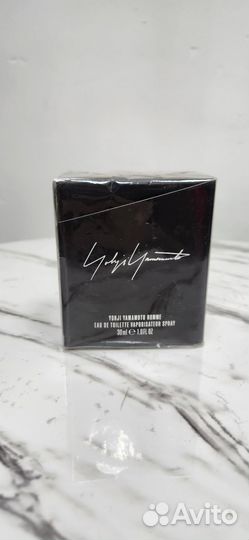 Yohji Yamamoto
YOHJI YAMAMOTO HOMME
EAU DE TOILETTE VAPORISATEUR SPRAY
30ml ℮ 1.0FL OZ
Avito